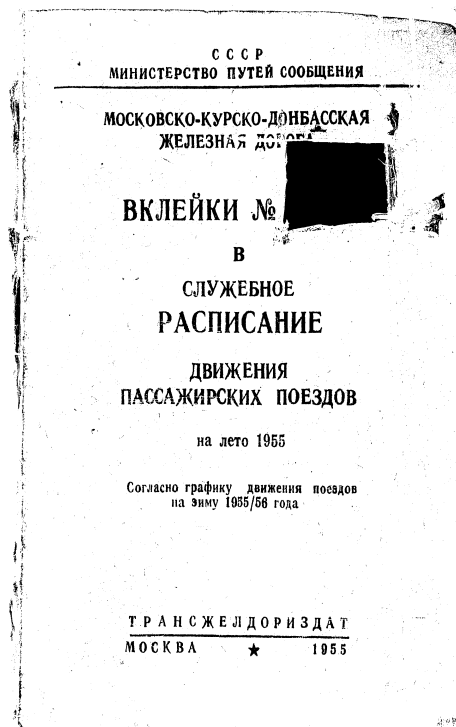 СССР
МИНИСТЕРСТВО ПУТЕЙ СООБЩЕНИЯ
МОСКОВСКО-КУРСКО-ДОНБАССКАЯ
ЖЕЛЕЗНАЯ ДОРОГА
ВКЛЕЙКИ №
В
СЛУЖЕБНОЕ
РАСПИСАНИЕ
ДВИЖЕНИЯ
ПАССАЖИРСКИХ ПОЕЗДОВ
на лето 1955
Согласно графику движения поездов
на зиму 1955/56 года
ТРАНСЖЕЛДОРИЗДАТ
МОСКВА ★ 1955